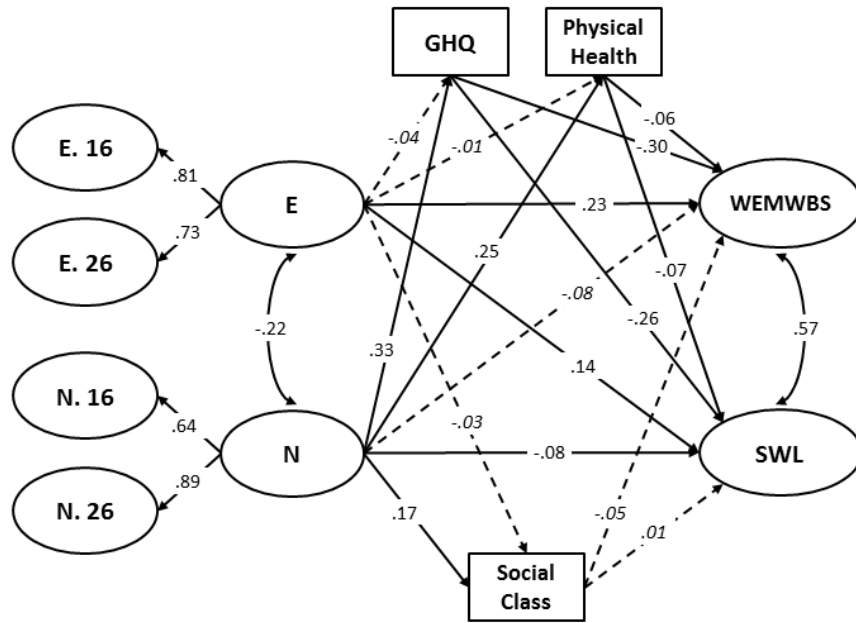 GHQ
Physical
Health
E. 16
E. 26
E
N. 16
N. 26
N
WEMWBS
SWL
Social
Class
.81
.73
-.22
.64
.89
-.04
-.01
-.06
-.30
.23
.25
-.08
-.07
-.26
.33
.14
.57
-.03
-.08
.17
-.05
.01